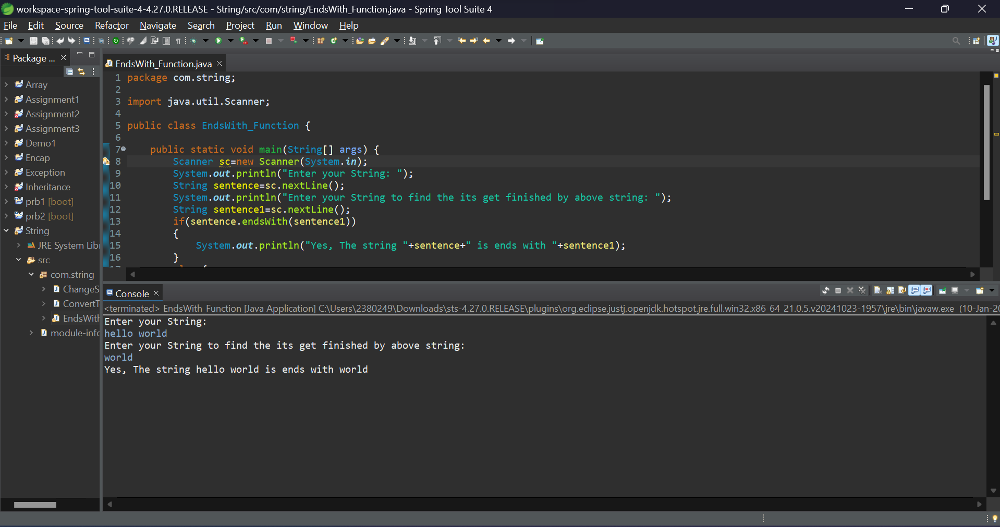 workspace-spring-tool-suite-4-4.27.0.RELEASE - String/src/com/string/EndsWith_Function.java - Spring Tool Suite 4
File Edit Source Refactor Navigate Search Project Run Window Help
Package ...
Array
Assignment1
Assignment2
Assignment3
Demo1
Encap
Exception
Inheritance
prb1 [boot]
prb2 [boot]
String
JRE System Libr
src
com.string
ChangeS
ConvertT
EndsWith
module-info
EndsWith_Function.java
1 package com.string;
2
3 import java.util.Scanner;
4
5 public class EndsWith_Function {
6
7 public static void main(String[] args) {
8 Scanner sc=new Scanner(System.in);
9 System.out.println("Enter your String: ");
10 String sentence=sc.nextLine();
11 System.out.println("Enter your String to find the its get finished by above string: ");
12 String sentence1=sc.nextLine();
13 if(sentence.endsWith(sentence1))
14 {
15 System.out.println("Yes, The string "+sentence+" is ends with "+sentence1);
16 }
Console
<terminated> EndsWith_Function [Java Application] C:\Users\2380249\Downloads\sts-4.27.0.RELEASE\plugins\org.eclipse.justj.openjdk.hotspot.jre.full.win32.x86_64_21.0.5.v20241023-1957\jre\bin\javaw.exe (10-Jan-20
Enter your String:
hello world
Enter your String to find the its get finished by above string:
world
Yes, The string hello world is ends with world